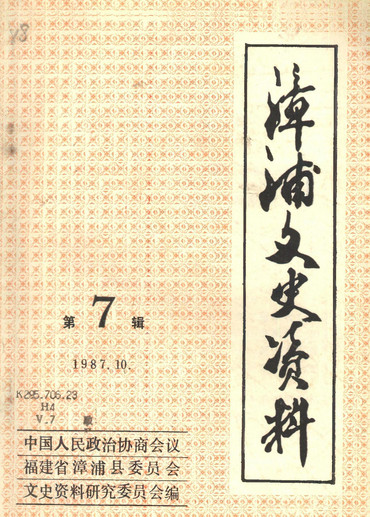 18
漳浦文史资料
第7辑
1987.10.
K295.706.23
H4
V.7
中国人民政治协商会议
福建省漳浦县委员会
文史资料研究委员会编